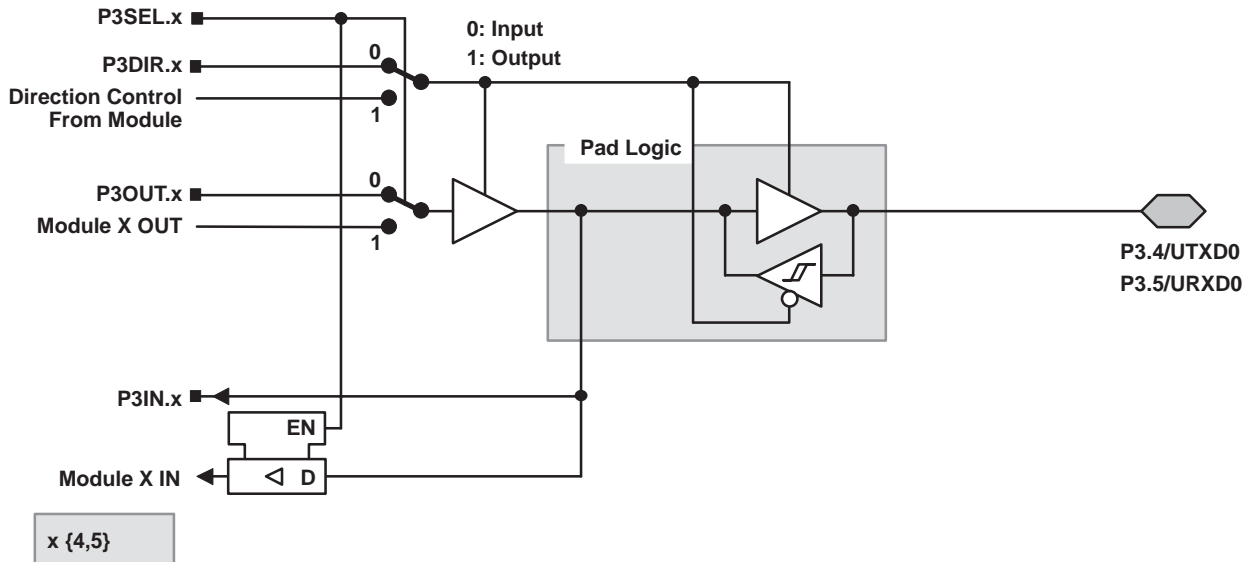 P3SEL.x
0: Input
1: Output
P3DIR.x
0
Direction Control
From Module
1
Pad Logic
P3OUT.x
0
Module X OUT
1
P3.4/UTXD0
P3.5/URXD0
P3IN.x
EN
Module X IN
D
x {4,5}